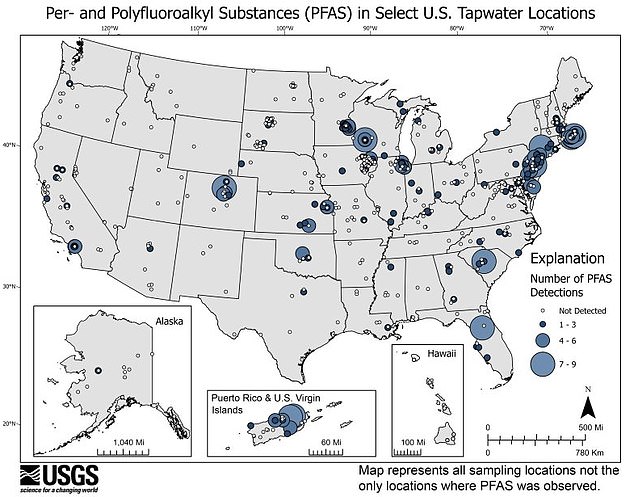 Per- and Polyfluoroalkyl Substances (PFAS) in Select U.S. Tapwater Locations
120°W 110°W 100°W 90°W 80°W 70°W
40°N
30°N
20°N
Explanation
Number of PFAS
Detections
Not Detected
1 - 3
4 - 6
7 - 9
Alaska
1,040 Mi
Puerto Rico & U.S. Virgin
Islands
60 Mi
Hawaii
100 Mi
N
0 500 Mi
0 780 Km
USGS
science for a changing world
Map represents all sampling locations not the
only locations where PFAS was observed.